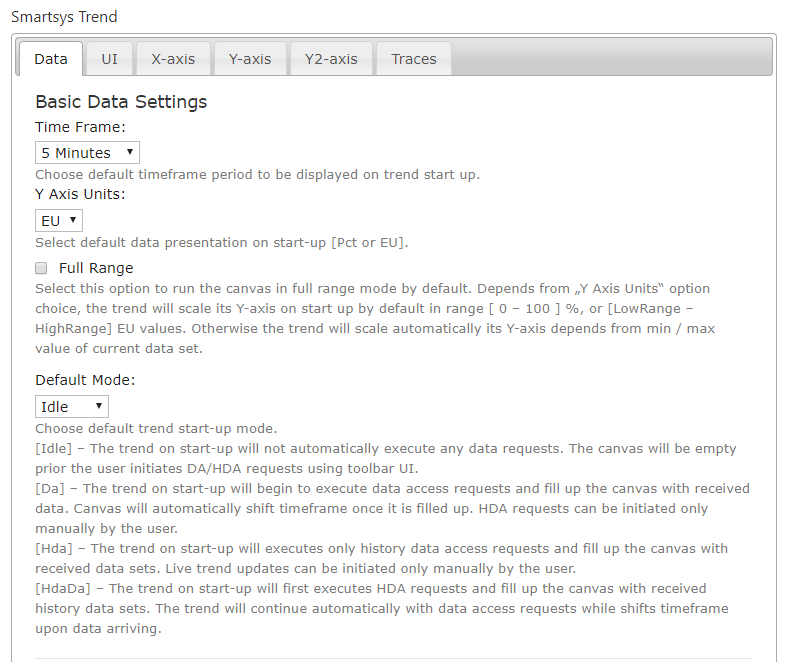 Smartsys Trend
Data UI X-axis Y-axis Y2-axis Traces
Basic Data Settings
Time Frame:
5 Minutes
Choose default timeframe period to be displayed on trend start up.
Y Axis Units:
EU
Select default data presentation on start-up [Pct or EU].
Full Range
Select this option to run the canvas in full range mode by default. Depends from „Y Axis Units‟ option
choice, the trend will scale its Y-axis on start up by default in range [ 0 – 100 ] %, or [LowRange –
HighRange] EU values. Otherwise the trend will scale automatically its Y-axis depends from min / max
value of current data set.
Default Mode:
Idle
Choose default trend start-up mode.
[Idle] – The trend on start-up will not automatically execute any data requests. The canvas will be empty
prior the user initiates DA/HDA requests using toolbar UI.
[Da] – The trend on start-up will begin to execute data access requests and fill up the canvas with received
data. Canvas will automatically shift timeframe once it is filled up. HDA requests can be initiated only
manually by the user.
[Hda] – The trend on start-up will executes only history data access requests and fill up the canvas with
received data sets. Live trend updates can be initiated only manually by the user.
[HdaDa] – The trend on start-up will first executes HDA requests and fill up the canvas with received
history data sets. The trend will continue automatically with data access requests while shifts timeframe
upon data arriving.